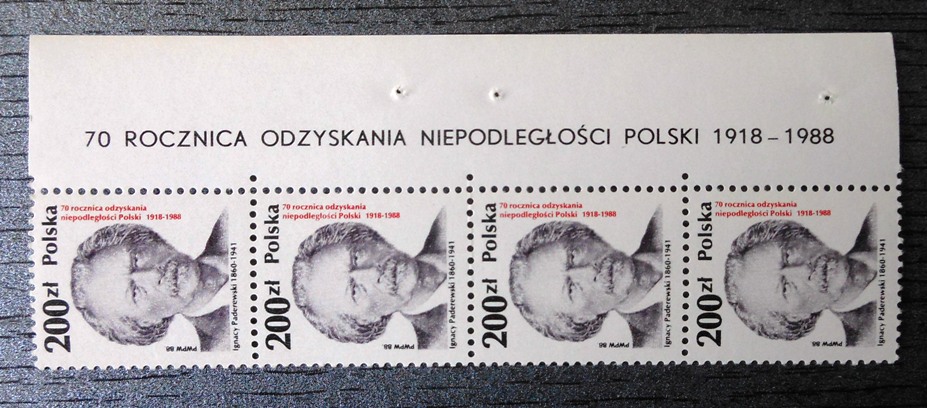 70 ROCZNICA ODZYSKANIA NIEPODLEGŁOŚCI POLSKI 1918–1988
70 rocznica odzyskania
niepodległości Polski 1918-1988
200zł Polska
Ignacy Paderewski 1860-1941
PWPW 88
70 rocznica odzyskania
niepodległości Polski 1918-1988
200zł Polska
Ignacy Paderewski 1860-1941
PWPW 88
70 rocznica odzyskania
niepodległości Polski 1918-1988
200zł Polska
Ignacy Paderewski 1860-1941
PWPW 88
70 rocznica odzyskania
niepodległości Polski 1918-1988
200zł Polska
Ignacy Paderewski 1860-1941
PWPW 88